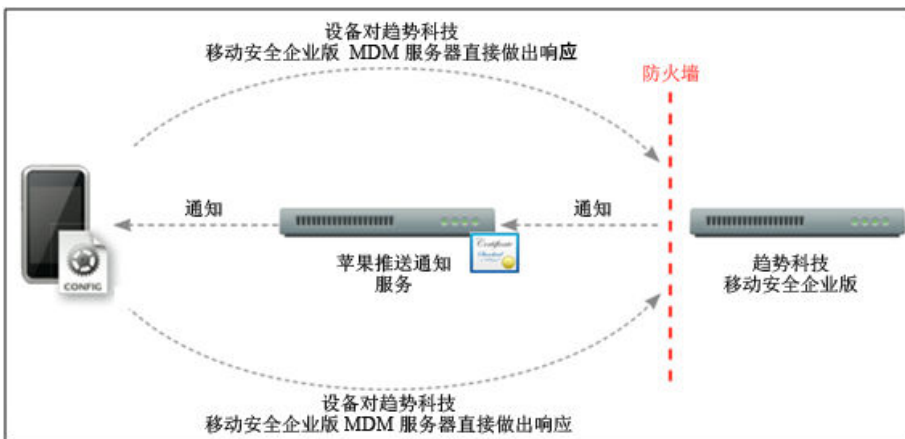 设备对趋势科技
移动安全企业版 MDM 服务器直接做出响应
防火墙
通知
通知
Certificate
CONFIG
苹果推送通知
服务
趋势科技
移动安全企业版
设备对趋势科技
移动安全企业版 MDM 服务器直接做出响应